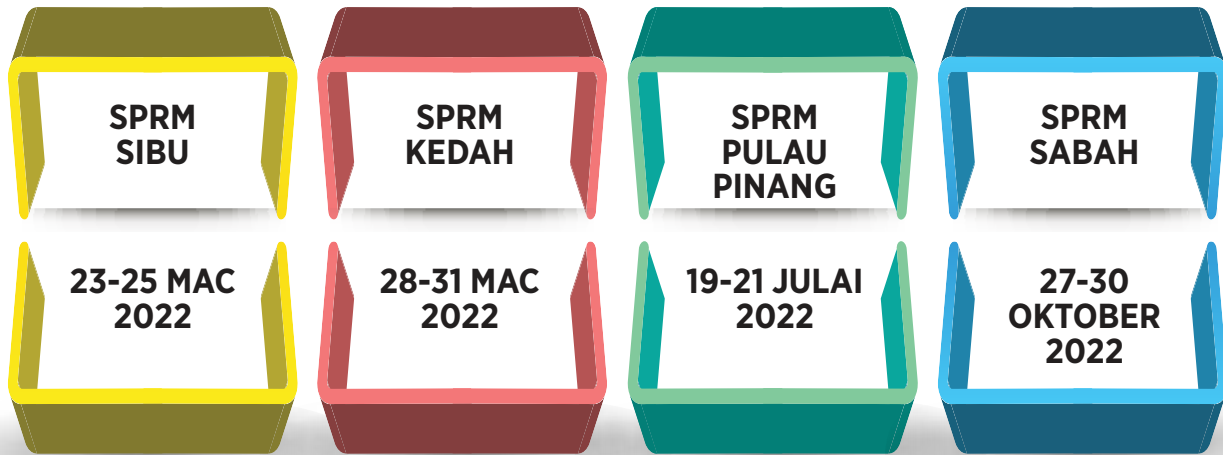 SPRM
SIBU
23-25 MAC
2022
SPRM
KEDAH
28-31 MAC
2022
SPRM
PULAU
PINANG
19-21 JULAI
2022
SPRM
SABAH
27-30
OKTOBER
2022